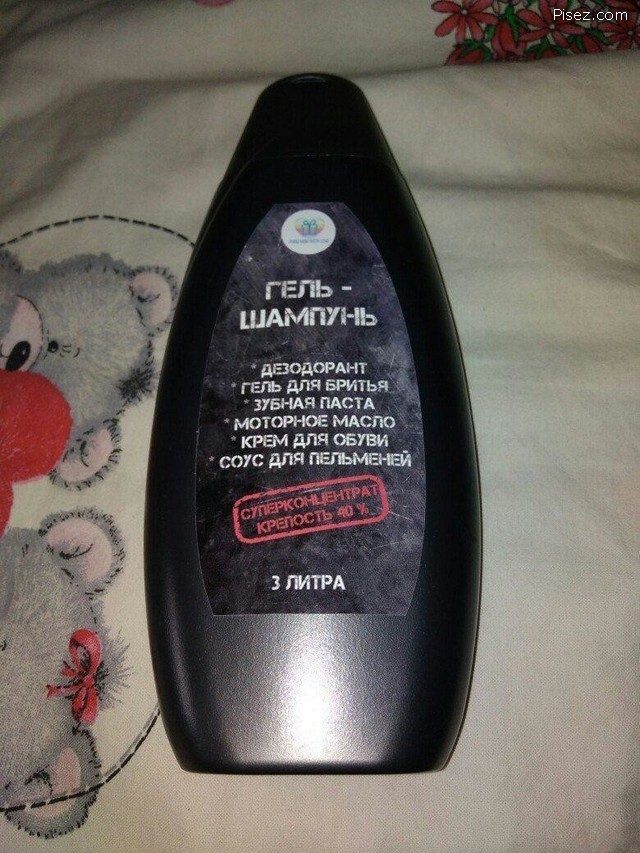 Pisez.com
ГЕЛЬ -
ШАМПУНЬ
* ДЕЗОДОРАНТ
* ГЕЛЬ ДЛЯ БРИТЬЯ
* ЗУБНАЯ ПАСТА
* МОТОРНОЕ МАСЛО
* КРЕМ ДЛЯ ОБУВИ
* СОУС ДЛЯ ПЕЛЬМЕНЕЙ
СУПЕРКОНЦЕНТРАТ
КРЕПОСТЬ 40 %
3 ЛИТРА